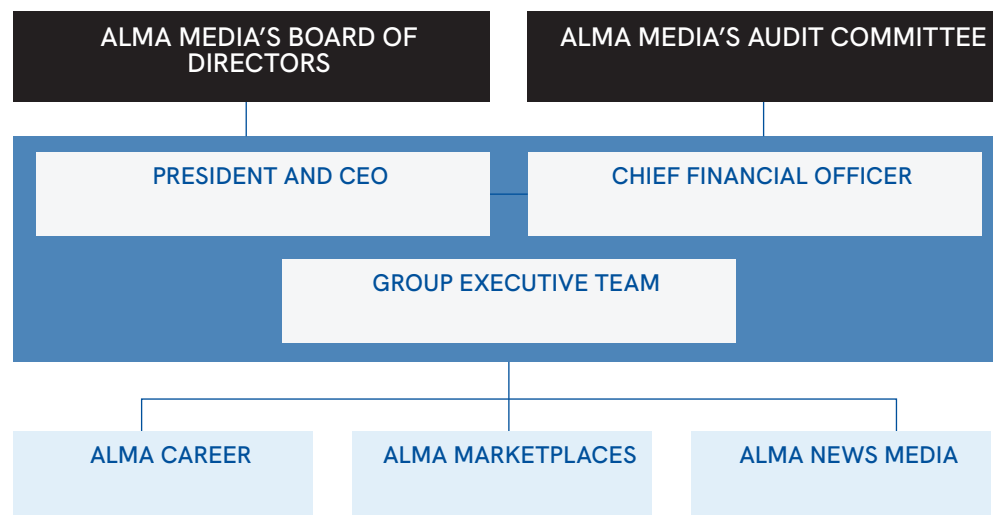 ALMA MEDIA’S BOARD OF
DIRECTORS
ALMA MEDIA’S AUDIT COMMITTEE
PRESIDENT AND CEO
CHIEF FINANCIAL OFFICER
GROUP EXECUTIVE TEAM
ALMA CAREER
ALMA MARKETPLACES
ALMA NEWS MEDIA